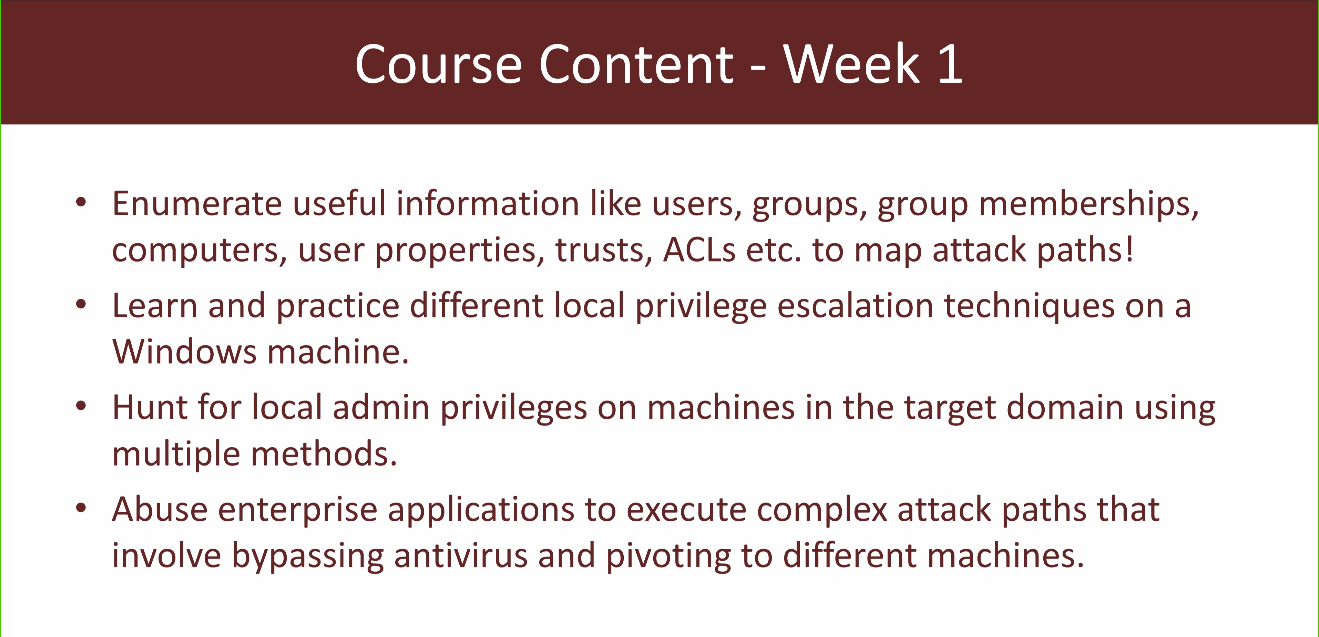 Course Content - Week 1
• Enumerate useful information like users, groups, group memberships,
computers, user properties, trusts, ACLs etc. to map attack paths!
• Learn and practice different local privilege escalation techniques on a
Windows machine.
• Hunt for local admin privileges on machines in the target domain using
multiple methods.
• Abuse enterprise applications to execute complex attack paths that
involve bypassing antivirus and pivoting to different machines.